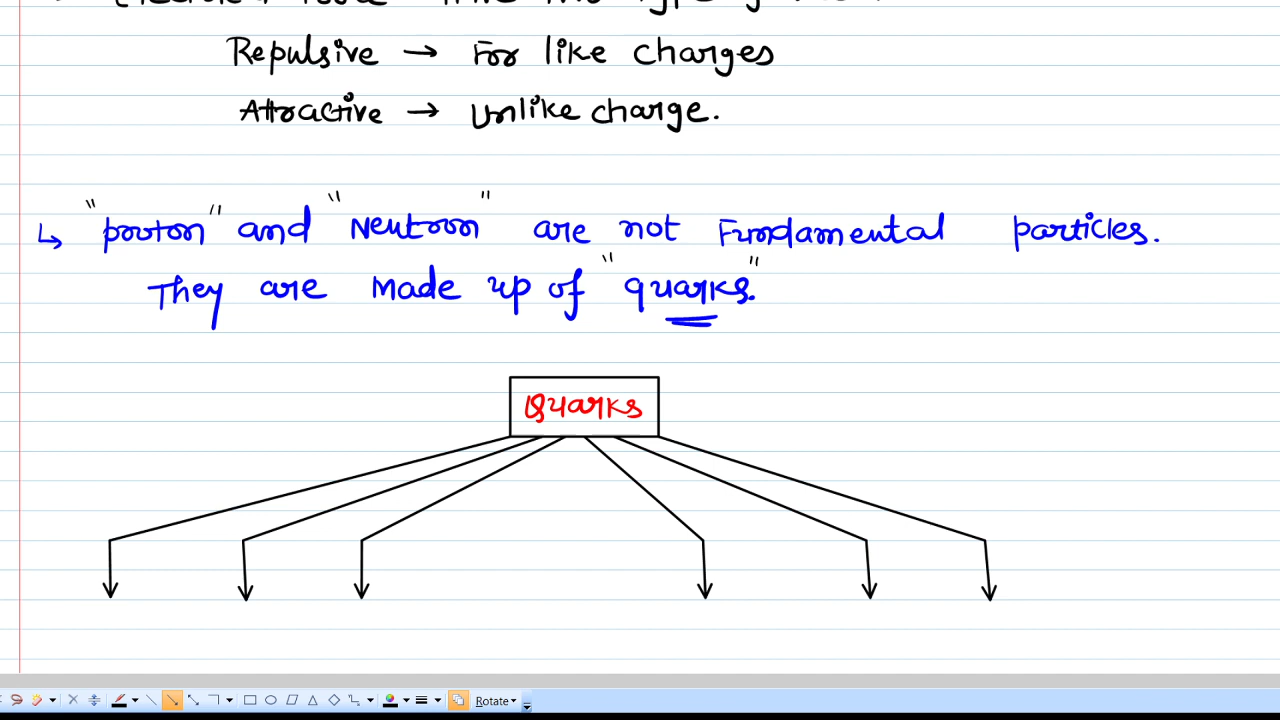 Repulsive → For like charges
Attractive → Unlike charge.
↳ "proton" and "Neutron" are not Fundamental particles.
They are made up of "quarks."
Quarks
Rotate